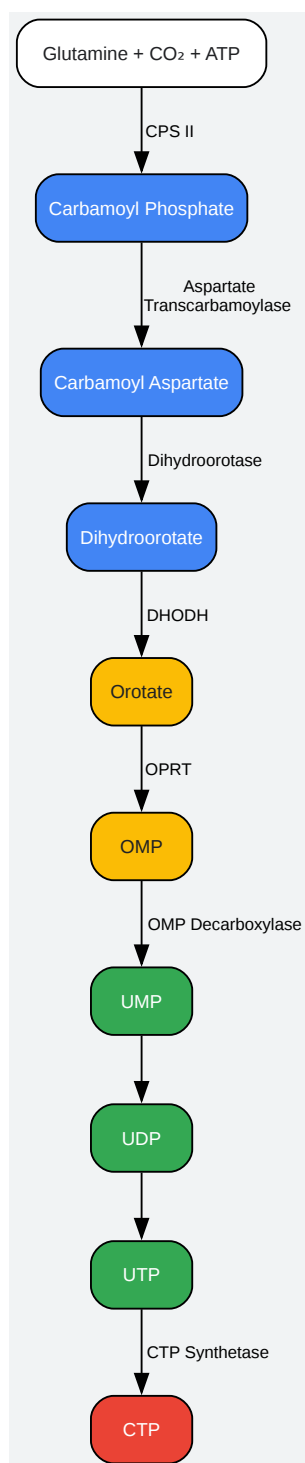 Glutamine + CO₂ + ATP
CPS II
Carbamoyl Phosphate
Aspartate
Transcarbamoylase
Carbamoyl Aspartate
Dihydroorotase
Dihydroorotate
DHODH
Orotate
OPRT
OMP
OMP Decarboxylase
UMP
UDP
UTP
CTP Synthetase
CTP